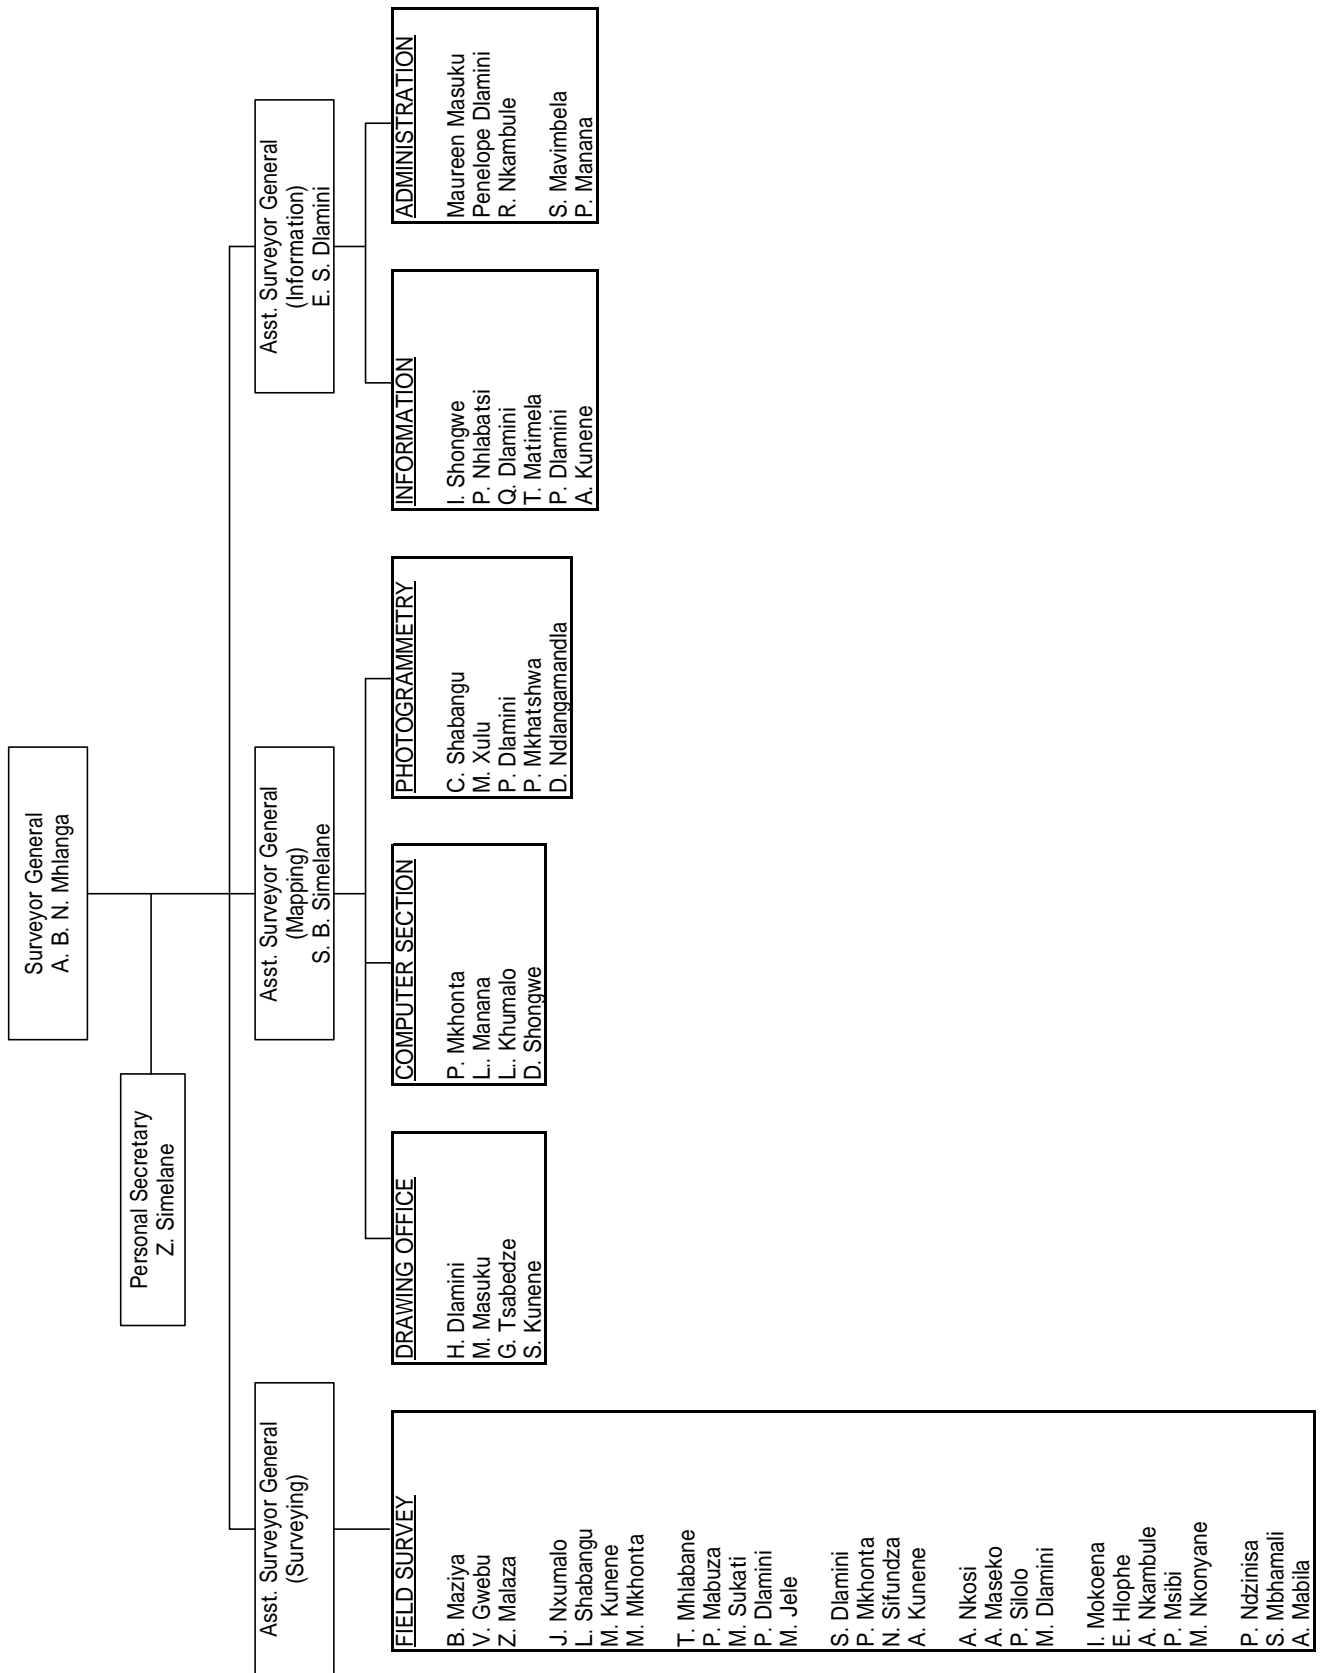 Surveyor General
A. B. N. Mhlanga
Personal Secretary
Z. Simelane
Asst. Surveyor General
(Surveying)
Asst. Surveyor General
(Mapping)
S. B. Simelane
Asst. Surveyor General
(Information)
E. S. Dlamini
FIELD SURVEY
B. Maziya
V. Gwebu
Z. Malaza
J. Nxumalo
L. Shabangu
M. Kunene
M. Mkhonta
T. Mhlabane
P. Mabuza
M. Sukati
P. Dlamini
M. Jele
S. Dlamini
P. Mkhonta
N. Sifundza
A. Kunene
A. Nkosi
A. Maseko
P. Silolo
M. Dlamini
I. Mokoena
E. Hlophe
A. Nkambule
P. Msibi
M. Nkonyane
P. Ndzinisa
S. Mbhamali
A. Mabila
DRAWING OFFICE
H. Dlamini
M. Masuku
G. Tsabedze
S. Kunene
COMPUTER SECTION
P. Mkhonta
L.. Manana
L.. Khumalo
D. Shongwe
PHOTOGRAMMETRY
C. Shabangu
M. Xulu
P. Dlamini
P. Mkhatshwa
D. Ndlangamandla
INFORMATION
I. Shongwe
P. Nhlabatsi
Q. Dlamini
T. Matimela
P. Dlamini
A. Kunene
ADMINISTRATION
Maureen Masuku
Penelope Dlamini
R. Nkambule
S. Mavimbela
P. Manana